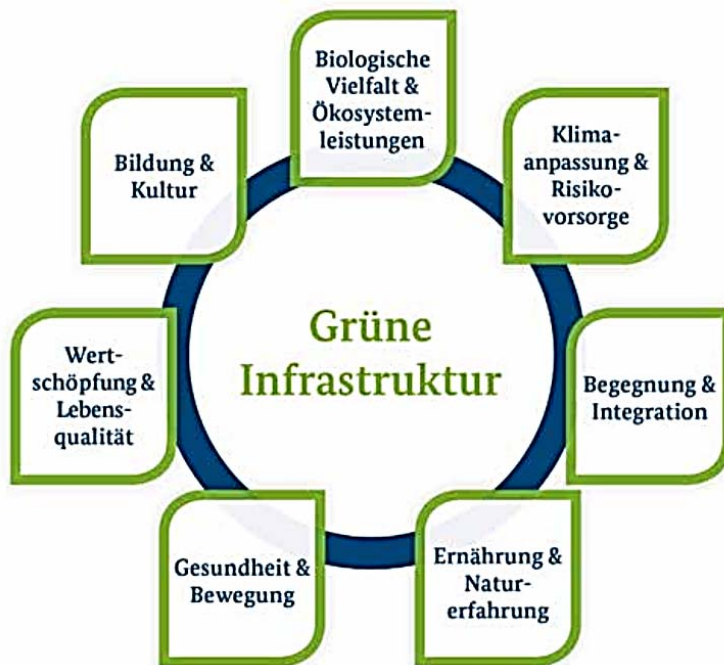 Biologische
Vielfalt &
Ökosystem-
leistungen
Klima-
anpassung &
Risiko-
vorsorge
Begegnung &
Integration
Ernährung &
Natur-
erfahrung
Gesundheit &
Bewegung
Wert-
schöpfung &
Lebens-
qualität
Bildung &
Kultur
Grüne
Infrastruktur